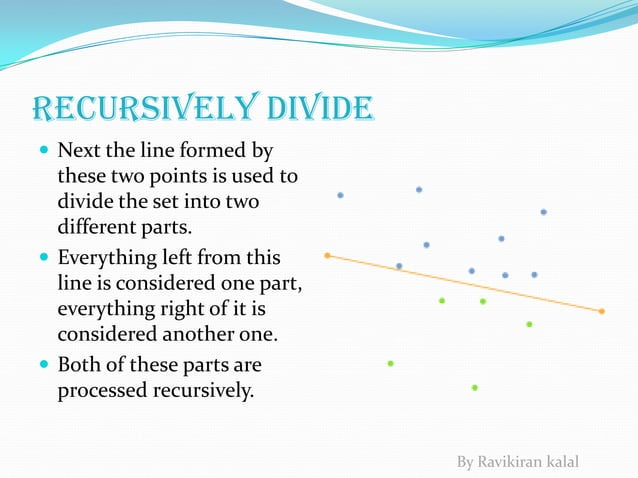 RECURSIVELY DIVIDE
• Next the line formed by
these two points is used to
divide the set into two
different parts.
• Everything left from this
line is considered one part,
everything right of it is
considered another one.
• Both of these parts are
processed recursively.
By Ravikiran kalal